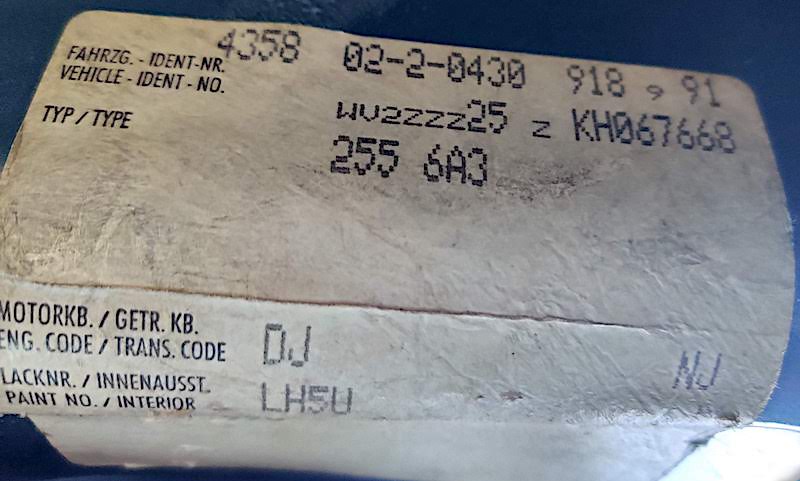 4358 02-2-0430 918 9 91
FAHRZG. - IDENT-NR.
VEHICLE - IDENT - NO. WV2ZZZ25 Z KH067668
TYP / TYPE 255 6A3
MOTORKB. / GETR. KB.
ENG. CODE / TRANS. CODE DJ NJ
LACKNR. / INNENAUSST.
PAINT NO. / INTERIOR LH5U